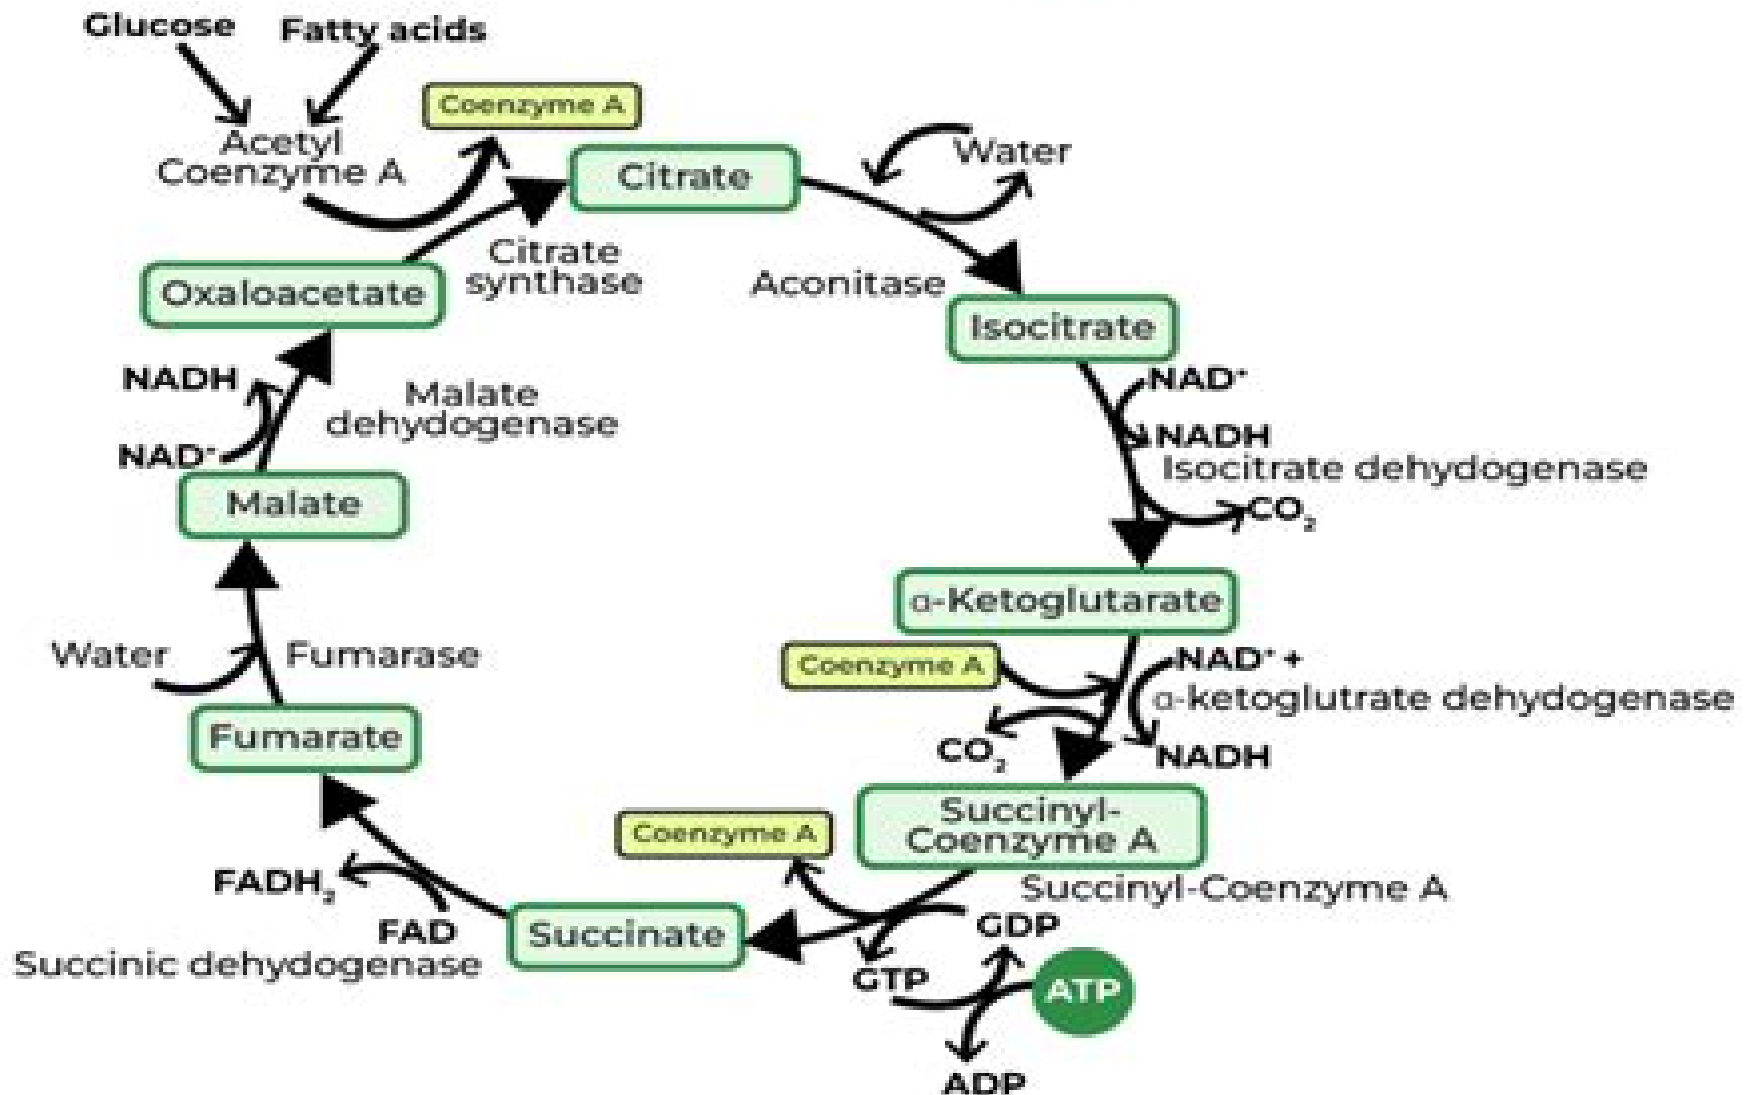 Glucose
Fatty acids
Coenzyme A
Acetyl
Coenzyme A
Citrate
Water
Citrate
synthase
Aconitase
Oxaloacetate
Isocitrate
NADH
NAD⁺
Malate
dehydogenase
NAD⁺
NADH
Isocitrate dehydogenase
CO₂
Malate
α-Ketoglutarate
Water
Fumarase
Coenzyme A
NAD⁺ +
α-ketoglutrate dehydogenase
CO₂
NADH
Fumarate
Succinyl-
Coenzyme A
Coenzyme A
Succinyl-Coenzyme A
FADH₂
FAD
Succinate
GDP
Succinic dehydogenase
GTP
ATP
ADP